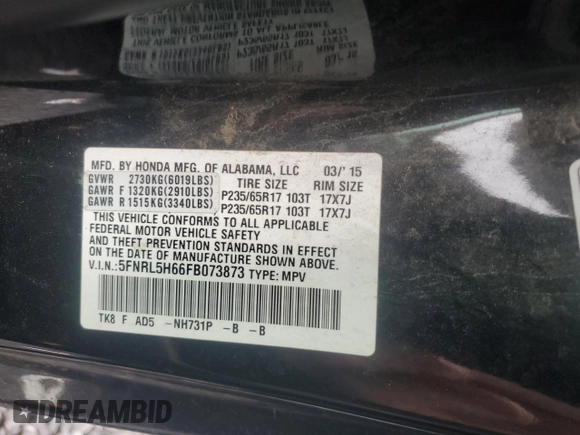 MFD. BY HONDA MFG. OF ALABAMA, LLC 03/'15
GVWR 2730KG(6019LBS) TIRE SIZE RIM SIZE
GAWR F 1320KG(2910LBS) P235/65R17 103T 17X7J
GAWR R 1515KG(3340LBS) P235/65R17 103T 17X7J
THIS VEHICLE CONFORMS TO ALL APPLICABLE
FEDERAL MOTOR VEHICLE SAFETY
AND THEFT PREVENTION STANDARDS IN EFFECT
ON THE DATE OF MANUFACTURE SHOWN ABOVE.
V.I.N.:5FNRL5H66FB073873 TYPE: MPV
TK8 F AD5 -NH731P -B -B
DREAMBID